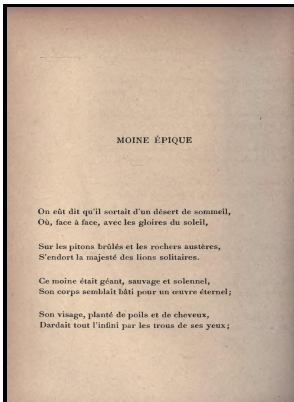 MOINE ÉPIQUE
On eût dit qu'il sortait d'un désert de sommeil,
Où, face à face, avec les gloires du soleil,
Sur les pitons brûlés et les rochers austères,
S'endort la majesté des lions solitaires.
Ce moine était géant, sauvage et solennel,
Son corps semblait bâti pour un œuvre éternel;
Son visage, planté de poils et de cheveux,
Dardait tout l'infini par les trous de ses yeux;